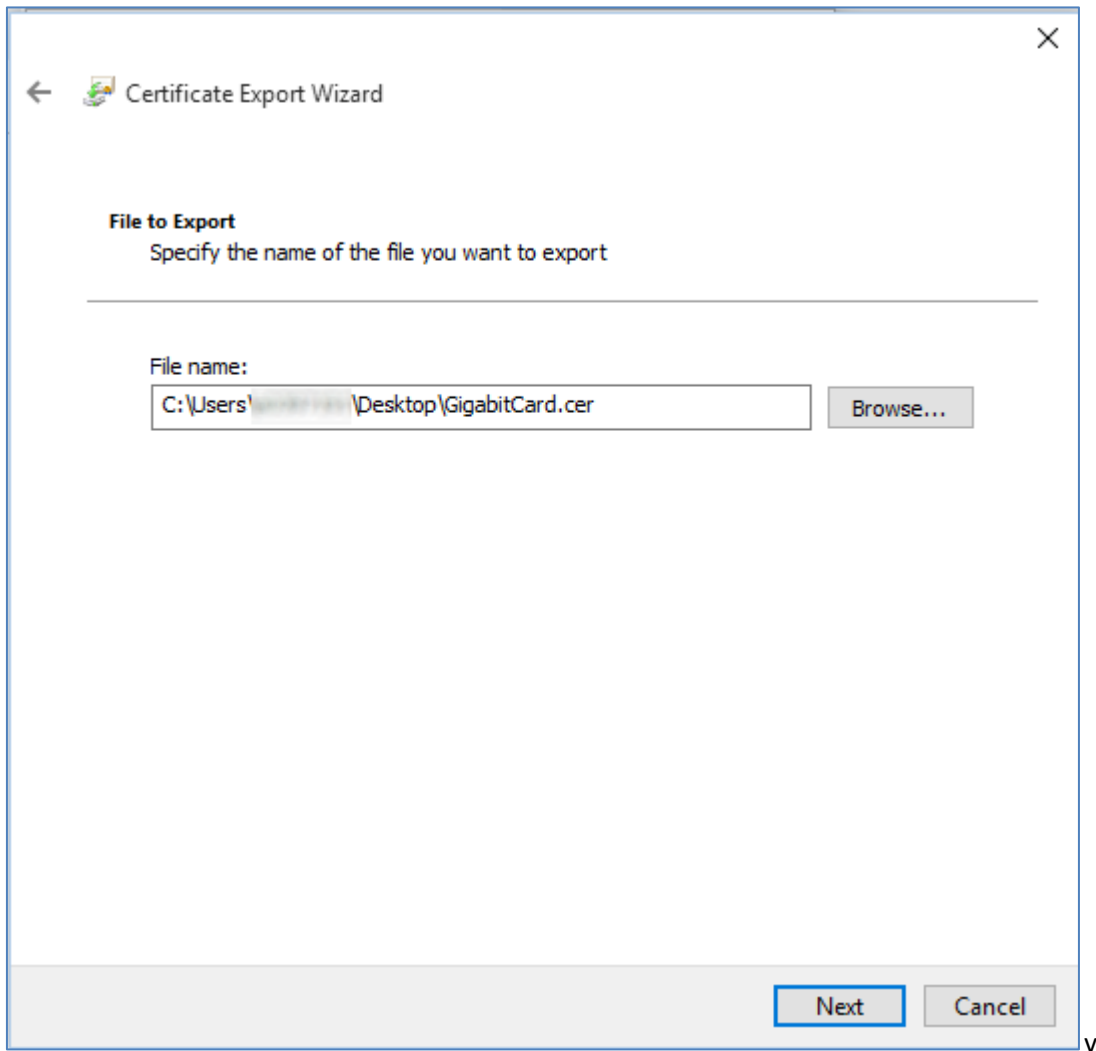 Certificate Export Wizard
File to Export
Specify the name of the file you want to export
File name:
C:\Users\ \Desktop\GigabitCard.cer
Browse...
Next
Cancel
v